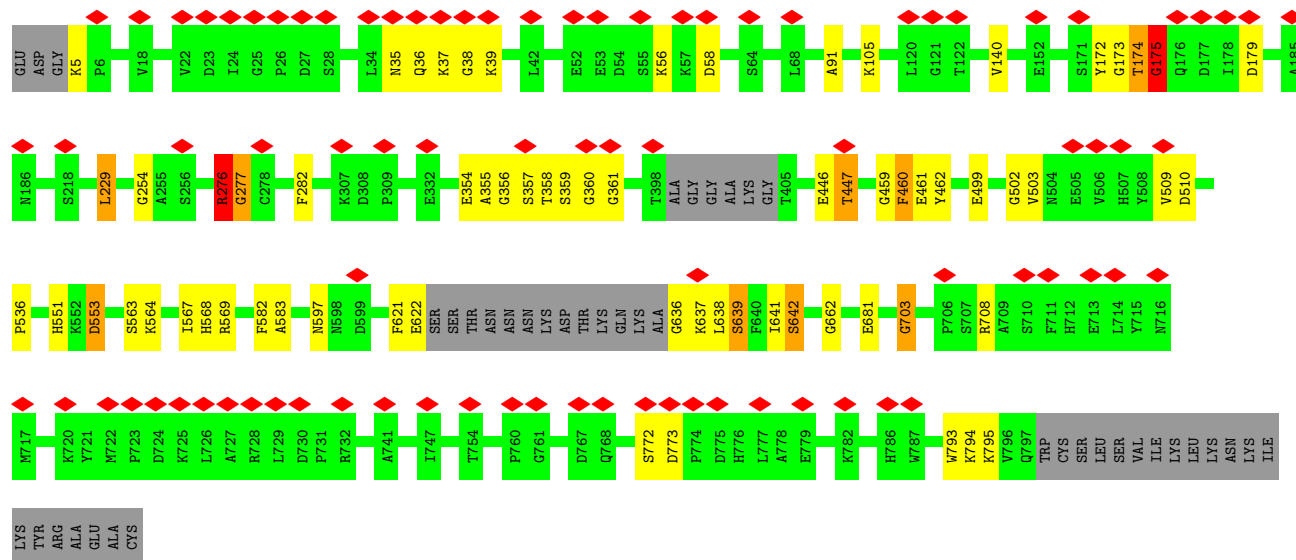 GLU ASP GLY K5 P6 V18 V22 D23 I24 G25 P26 D27 S28 L34 N35 Q36 K37 G38 K39 L42 E52 E53 D54 S55 K56 K57 D58 S64 L68 A91 K105 L120 G121 T122 V140 E152 S171 Y172 G173 T174 G175 Q176 D177 I178 D179 A185
N186 S218 L229 G254 A255 S256 R276 G277 C278 F282 K307 D308 P309 E332 E354 A355 G356 S357 T358 S359 G360 G361 T398 ALA GLY GLY ALA LYS GLY T405 E446 T447 G459 F460 E461 Y462 E499 G502 V503 N504 E505 V506 H507 Y508 V509 D510
P536 H551 K552 D553 S563 K564 I567 H568 R569 F582 A583 N597 N598 D599 F621 E622 SER SER THR ASN ASN ASN LYS ASP THR LYS GLN LYS ALA G636 K637 L638 S639 F640 I641 S642 G662 E681 G703 P706 S707 R708 A709 S710 F711 H712 E713 L714 Y715 N716
M717 K720 Y721 M722 P723 D724 K725 L726 A727 R728 L729 D730 P731 R732 A741 I747 T754 P760 G761 D767 Q768 S772 D773 P774 D775 H776 L777 A778 E779 K782 H786 W787 W793 K794 K795 V796 Q797 TRP CYS SER LEU SER VAL ILE LYS LEU LYS ASN LYS ILE
LYS TYR ARG ALA GLU ALA CYS